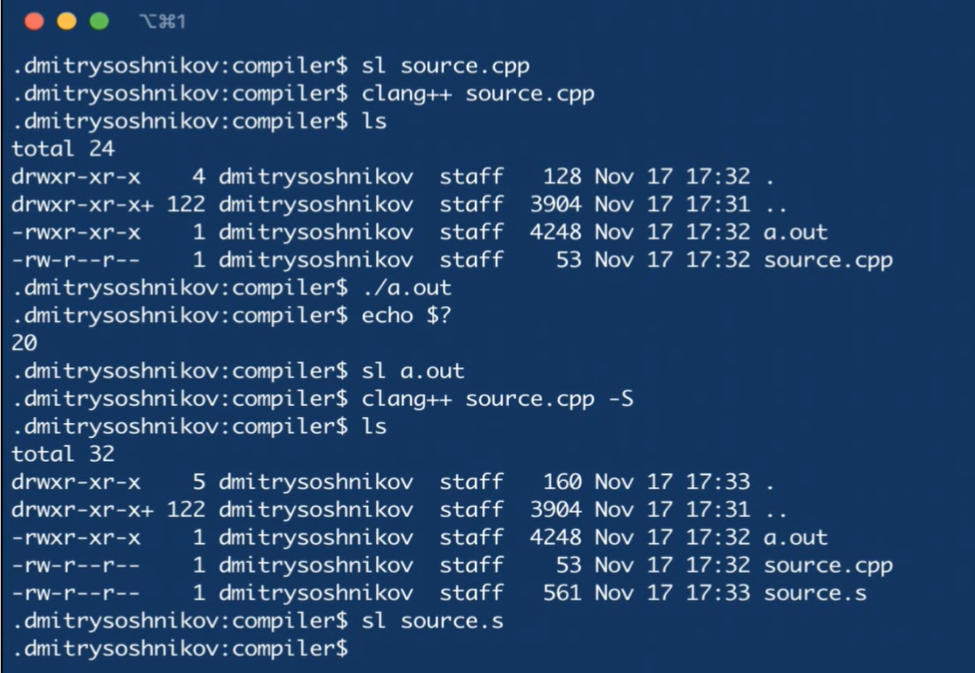 ⌥⌘1
.dmitrysoshnikov:compiler$ sl source.cpp
.dmitrysoshnikov:compiler$ clang++ source.cpp
.dmitrysoshnikov:compiler$ ls
total 24
drwxr-xr-x    4 dmitrysoshnikov  staff   128 Nov 17 17:32 .
drwxr-xr-x+ 122 dmitrysoshnikov  staff  3904 Nov 17 17:31 ..
-rwxr-xr-x    1 dmitrysoshnikov  staff  4248 Nov 17 17:32 a.out
-rw-r--r--    1 dmitrysoshnikov  staff    53 Nov 17 17:32 source.cpp
.dmitrysoshnikov:compiler$ ./a.out
.dmitrysoshnikov:compiler$ echo $?
20
.dmitrysoshnikov:compiler$ sl a.out
.dmitrysoshnikov:compiler$ clang++ source.cpp -S
.dmitrysoshnikov:compiler$ ls
total 32
drwxr-xr-x    5 dmitrysoshnikov  staff   160 Nov 17 17:33 .
drwxr-xr-x+ 122 dmitrysoshnikov  staff  3904 Nov 17 17:31 ..
-rwxr-xr-x    1 dmitrysoshnikov  staff  4248 Nov 17 17:32 a.out
-rw-r--r--    1 dmitrysoshnikov  staff    53 Nov 17 17:32 source.cpp
-rw-r--r--    1 dmitrysoshnikov  staff   561 Nov 17 17:33 source.s
.dmitrysoshnikov:compiler$ sl source.s
.dmitrysoshnikov:compiler$